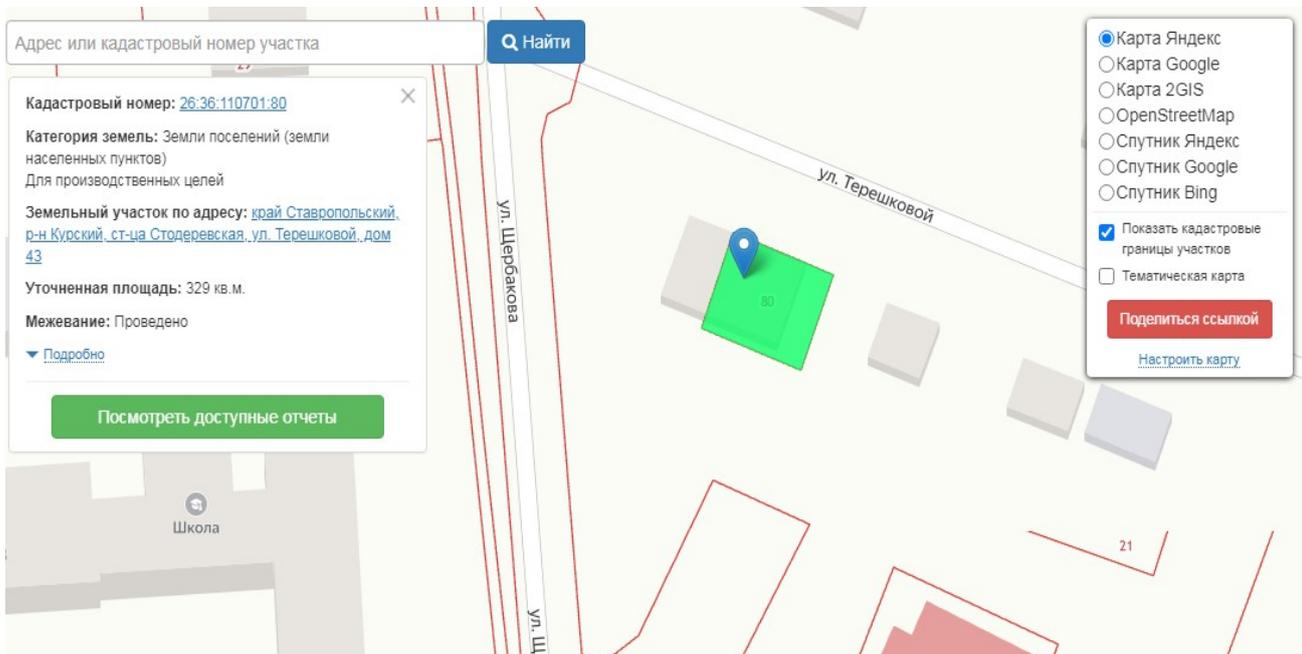 Адрес или кадастровый номер участка
Найти
Кадастровый номер: 26:36:110701:80
Категория земель: Земли поселений (земли
населенных пунктов)
Для производственных целей
Земельный участок по адресу: край Ставропольский,
р-н Курский, ст-ца Стодеревская, ул. Терешковой, дом
43
Уточненная площадь: 329 кв.м.
Межевание: Проведено
Подробно
Посмотреть доступные отчеты
Школа
ул. Щербакова
ул. Щ
ул. Терешковой
80
21
Карта Яндекс
Карта Google
Карта 2GIS
OpenStreetMap
Спутник Яндекс
Спутник Google
Спутник Bing
Показать кадастровые
границы участков
Тематическая карта
Поделиться ссылкой
Настроить карту